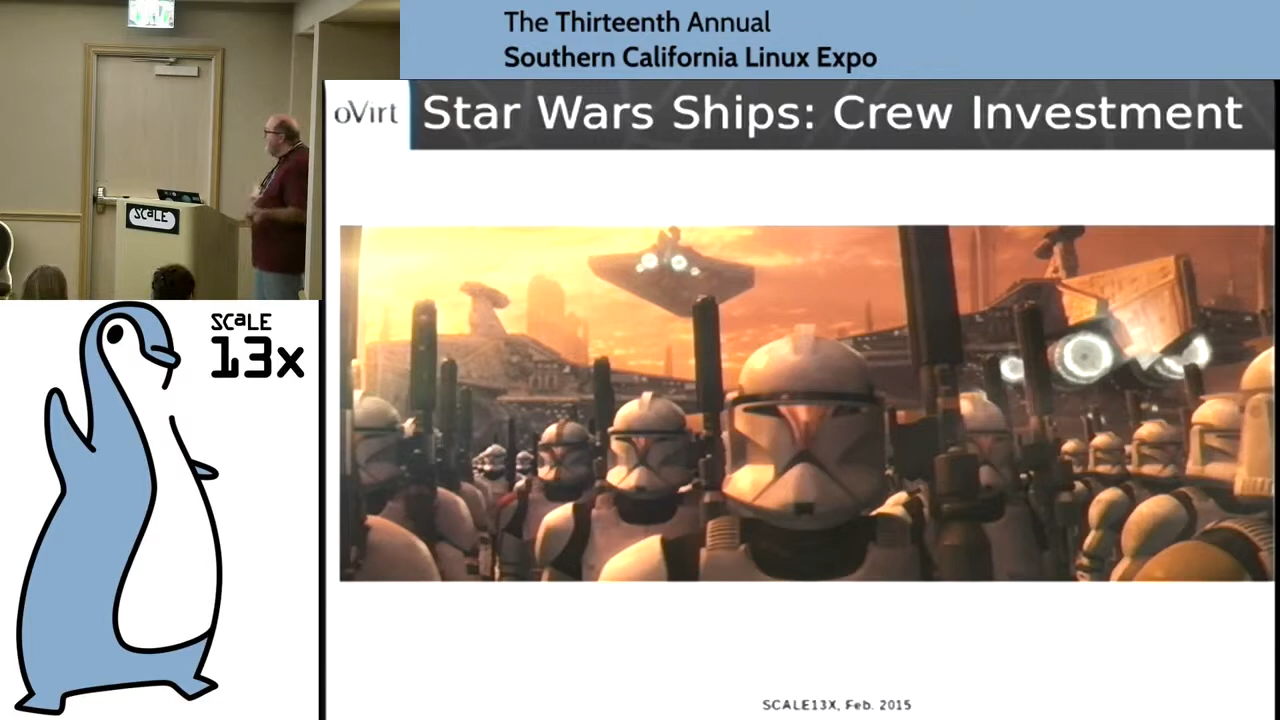 The Thirteenth Annual
Southern California Linux Expo
oVirt
Star Wars Ships: Crew Investment
SCALE
SCALE
13x
SCALE13X, Feb. 2015